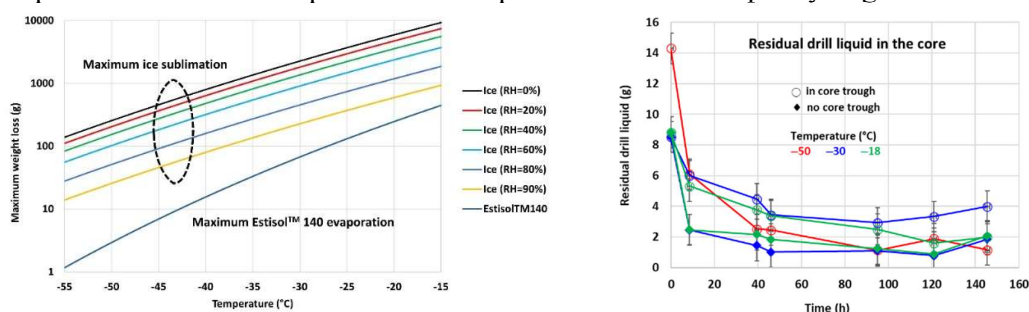 10000
1000
100
10
1
Maximum weight loss (g)
-55
-50
-45
-40
-35
-30
-25
-20
-15
Temperature (°C)
Maximum ice sublimation
Maximum Estisol™ 140 evaporation
Ice (RH=0%)
Ice (RH=20%)
Ice (RH=40%)
Ice (RH=60%)
Ice (RH=80%)
Ice (RH=90%)
EstisolTM140
16
14
12
10
8
6
4
2
0
Residual drill liquid (g)
Residual drill liquid in the core
in core trough
no core trough
Temperature (°C)
−50 −30 −18
0 20 40 60 80 100 120 140 160
Time (h)